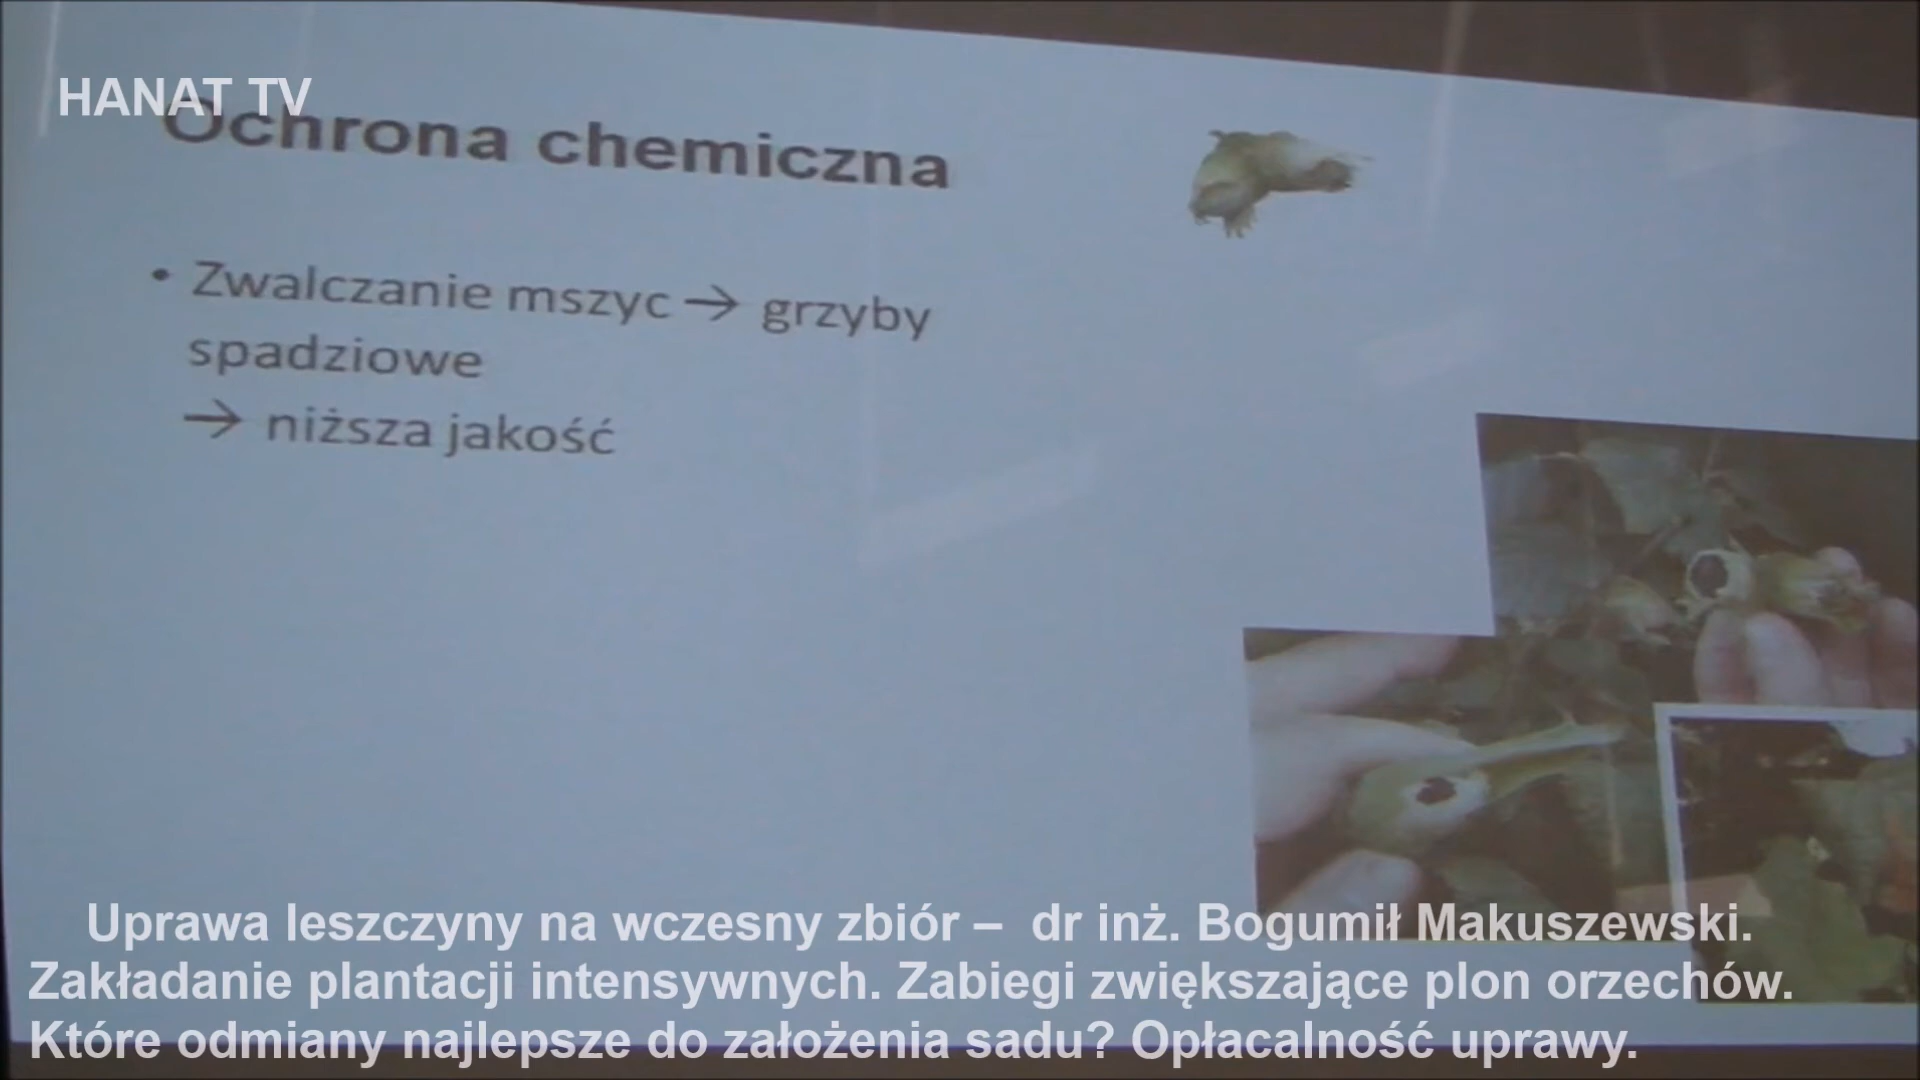 HANAT TV
Ochrona chemiczna
• Zwalczanie mszyc → grzyby
spadziowe
→ niższa jakość
Uprawa leszczyny na wczesny zbiór – dr inż. Bogumił Makuszewski.
Zakładanie plantacji intensywnych. Zabiegi zwiększające plon orzechów.
Które odmiany najlepsze do założenia sadu? Opłacalność uprawy.